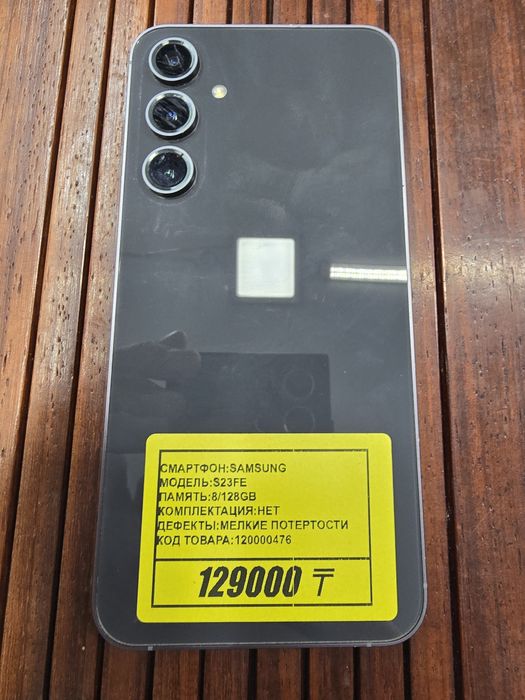 СМАРТФОН:SAMSUNG
МОДЕЛЬ:S23FE
ПАМЯТЬ:8/128GB
КОМПЛЕКТАЦИЯ:НЕТ
ДЕФЕКТЫ:МЕЛКИЕ ПОТЕРТОСТИ
КОД ТОВАРА:120000476
129000 ₸